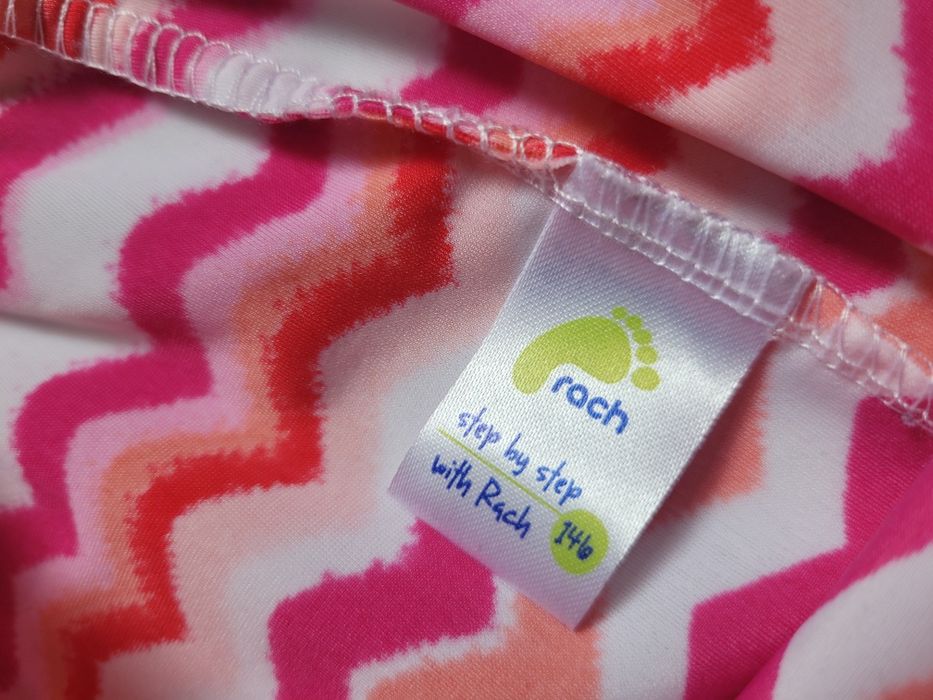 rach
step by step
with Rach
146